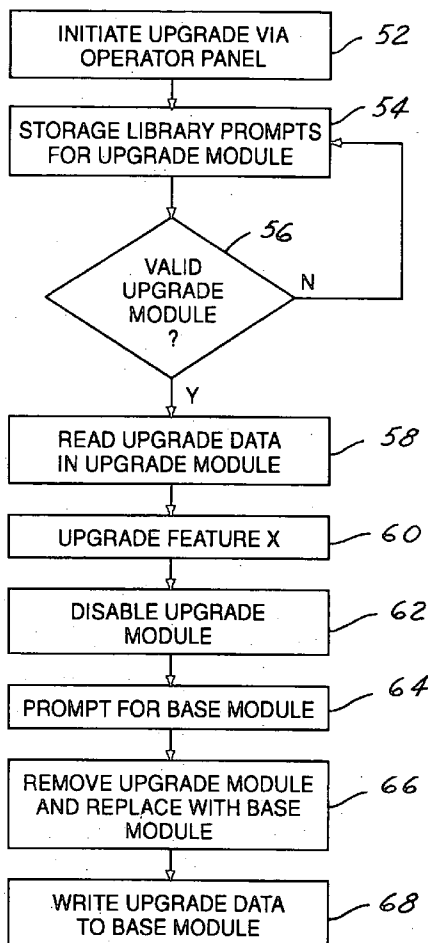 INITIATE UPGRADE VIA
OPERATOR PANEL
52
54
STORAGE LIBRARY PROMPTS
FOR UPGRADE MODULE
56
VALID
UPGRADE
MODULE
?
N
Y
58
READ UPGRADE DATA
IN UPGRADE MODULE
UPGRADE FEATURE X
60
DISABLE UPGRADE
MODULE
62
PROMPT FOR BASE MODULE
64
REMOVE UPGRADE MODULE
AND REPLACE WITH BASE
MODULE
66
WRITE UPGRADE DATA
TO BASE MODULE
68